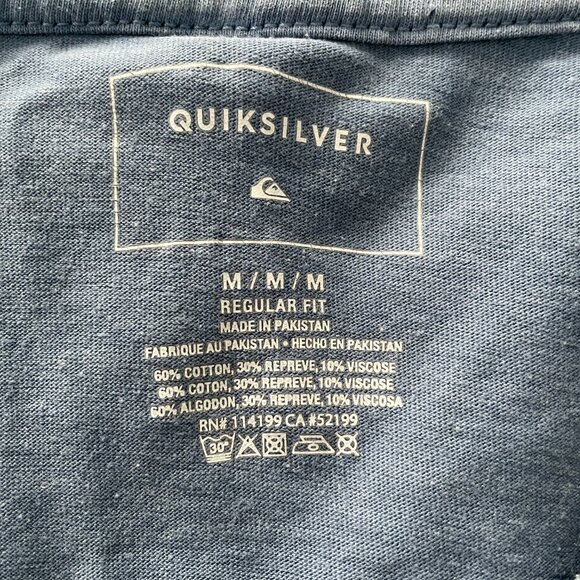 QUIKSILVER
M / M / M
REGULAR FIT
MADE IN PAKISTAN
FABRIQUE AU PAKISTAN • HECHO EN PAKISTAN
60% COTTON, 30% REPREVE, 10% VISCOSE
60% COTON, 30% REPREVE, 10% VISCOSE
60% ALGODON, 30% REPREVE, 10% VISCOSA
RN# 114199 CA #52199
30°